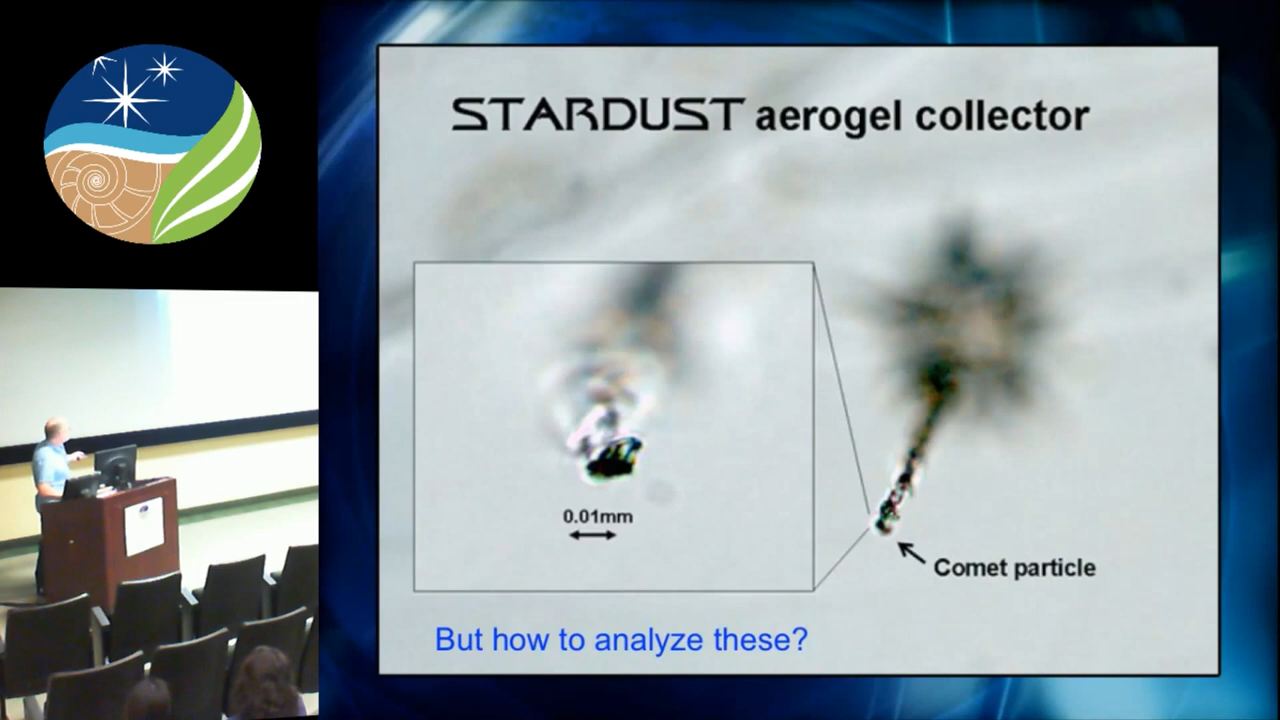 STARDUST aerogel collector
0.01mm
Comet particle
But how to analyze these?